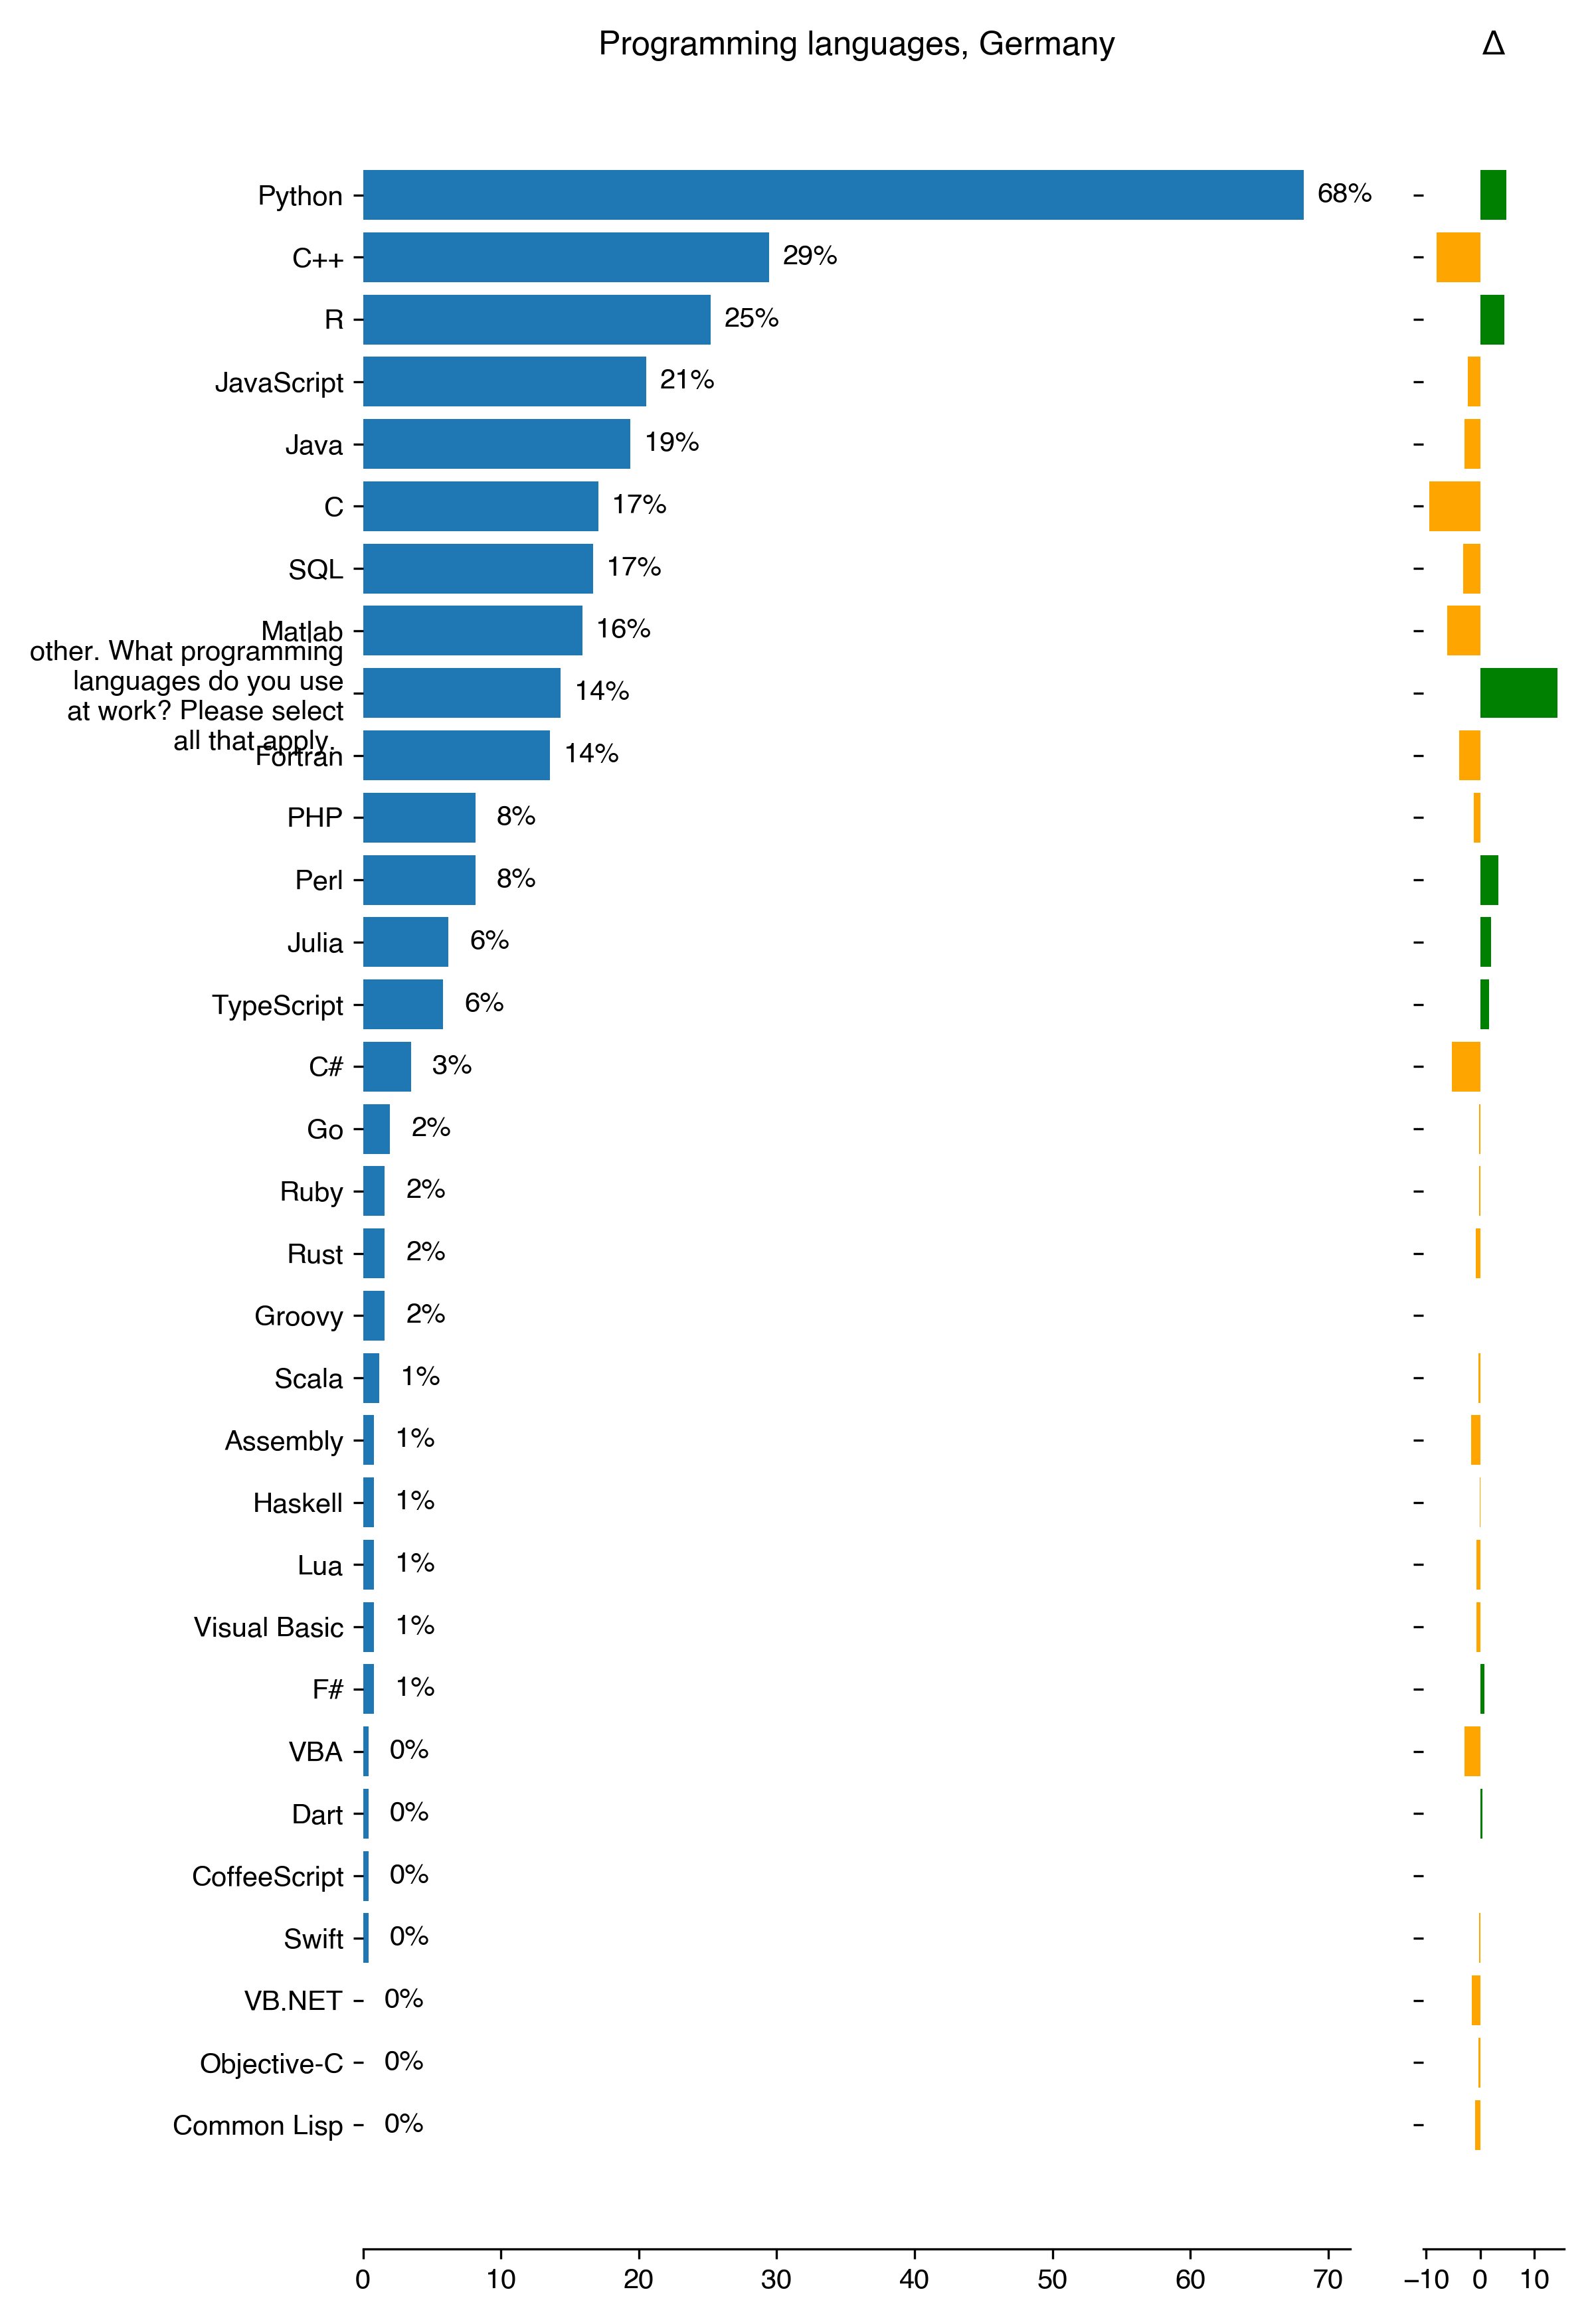 Programming languages, Germany Δ
Python 68%
C++ 29%
R 25%
JavaScript 21%
Java 19%
C 17%
SQL 17%
Matlab 16%
other. What programming
languages do you use
at work? Please select
all that apply.
14%
Fortran 14%
PHP 8%
Perl 8%
Julia 6%
TypeScript 6%
C# 3%
Go 2%
Ruby 2%
Rust 2%
Groovy 2%
Scala 1%
Assembly 1%
Haskell 1%
Lua 1%
Visual Basic 1%
F# 1%
VBA 0%
Dart 0%
CoffeeScript 0%
Swift 0%
VB.NET 0%
Objective-C 0%
Common Lisp 0%
0 10 20 30 40 50 60 70 −10 0 10